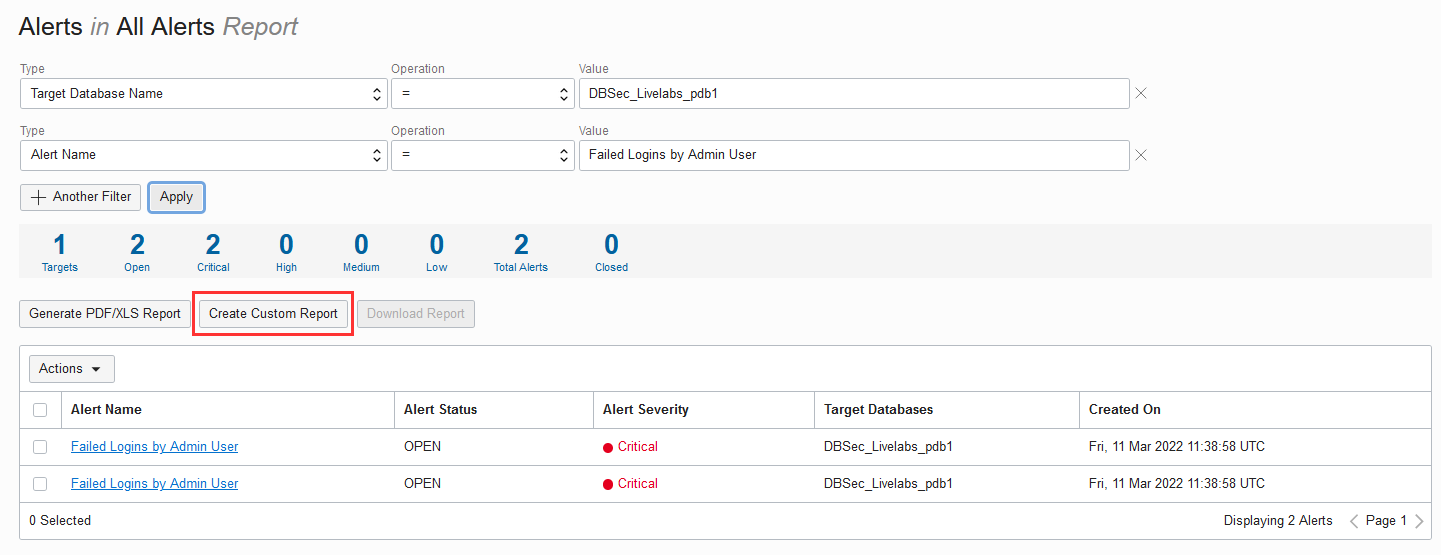 Alerts in All Alerts Report
Type Operation Value
Target Database Name = DBSec_Livelabs_pdb1
Type Operation Value
Alert Name = Failed Logins by Admin User
Another Filter Apply
1 2 2 0 0 0 2 0
Targets Open Critical High Medium Low Total Alerts Closed
Generate PDF/XLS Report Create Custom Report Download Report
Actions
Alert Name Alert Status Alert Severity Target Databases Created On
Failed Logins by Admin User OPEN Critical DBSec_Livelabs_pdb1 Fri, 11 Mar 2022 11:38:58 UTC
Failed Logins by Admin User OPEN Critical DBSec_Livelabs_pdb1 Fri, 11 Mar 2022 11:38:58 UTC
0 Selected Displaying 2 Alerts Page 1